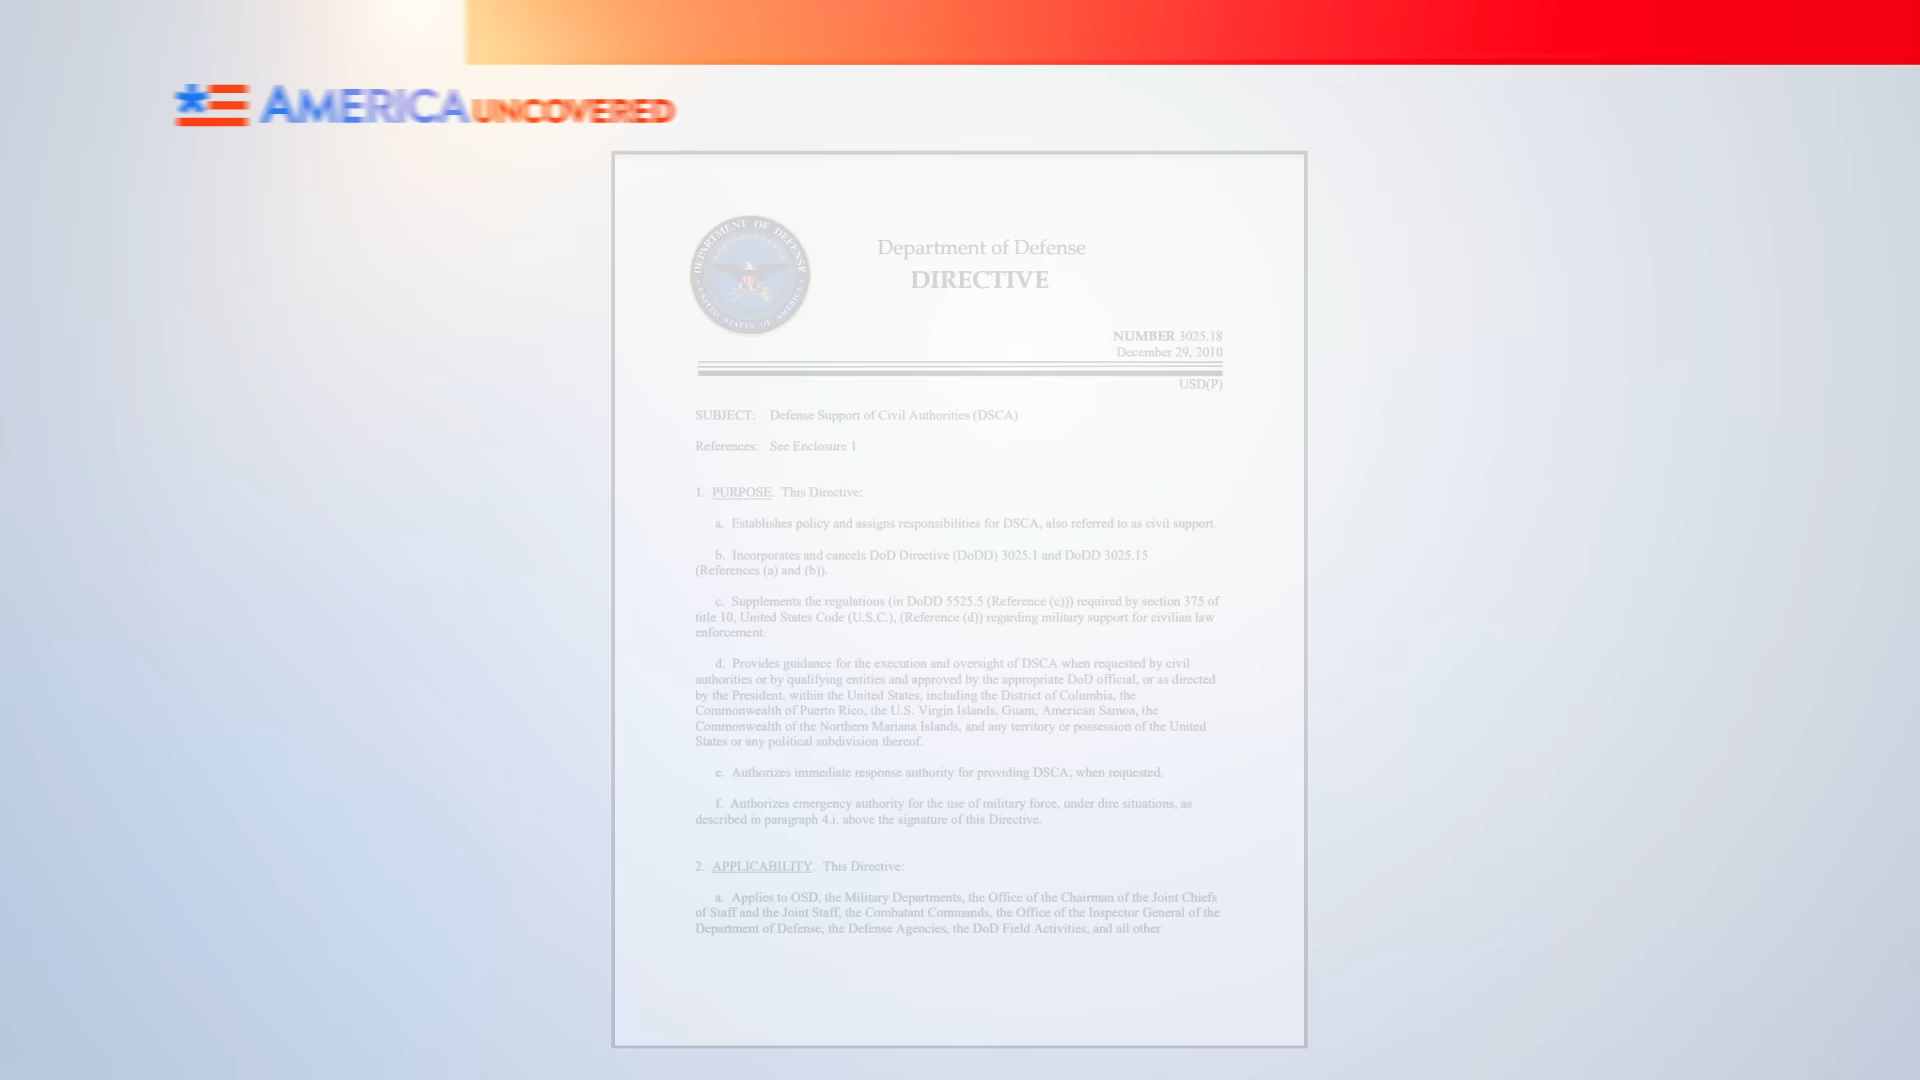 AMERICA UNCOVERED
DEPARTMENT OF DEFENSE
UNITED STATES OF AMERICA
Department of Defense
DIRECTIVE
NUMBER 3025.18
December 29, 2010
USD(P)
SUBJECT: Defense Support of Civil Authorities (DSCA)
References: See Enclosure 1
1. PURPOSE. This Directive:
a. Establishes policy and assigns responsibilities for DSCA, also referred to as civil support.
b. Incorporates and cancels DoD Directive (DoDD) 3025.1 and DoDD 3025.15
(References (a) and (b)).
c. Supplements the regulations (in DoDD 5525.5 (Reference (c))) required by section 375 of
title 10, United States Code (U.S.C.), (Reference (d)) regarding military support for civilian law
enforcement.
d. Provides guidance for the execution and oversight of DSCA when requested by civil
authorities or by qualifying entities and approved by the appropriate DoD official, or as directed
by the President, within the United States, including the District of Columbia, the
Commonwealth of Puerto Rico, the U.S. Virgin Islands, Guam, American Samoa, the
Commonwealth of the Northern Mariana Islands, and any territory or possession of the United
States or any political subdivision thereof.
e. Authorizes immediate response authority for providing DSCA, when requested.
f. Authorizes emergency authority for the use of military force, under dire situations, as
described in paragraph 4.i. above the signature of this Directive.
2. APPLICABILITY. This Directive:
a. Applies to OSD, the Military Departments, the Office of the Chairman of the Joint Chiefs
of Staff and the Joint Staff, the Combatant Commands, the Office of the Inspector General of the
Department of Defense, the Defense Agencies, the DoD Field Activities, and all other